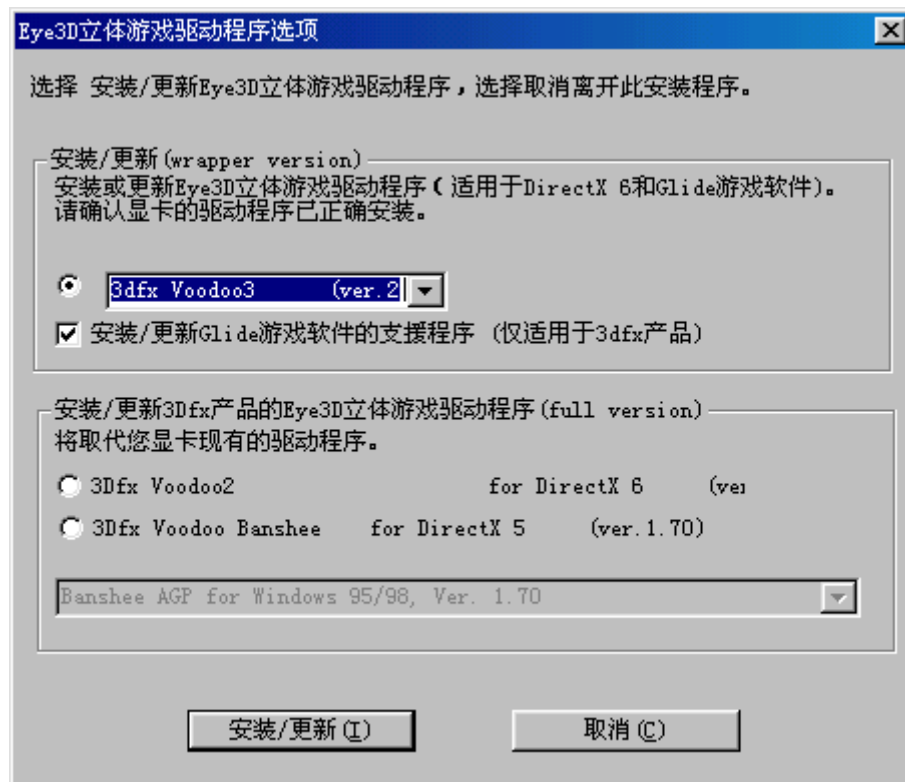 Eye3D立体游戏驱动程序选项
选择 安装/更新Eye3D立体游戏驱动程序，选择取消离开此安装程序。
安装/更新(wrapper version)
安装或更新Eye3D立体游戏驱动程序( 适用于DirectX 6和Glide游戏软件)。
请确认显卡的驱动程序已正确安装。
3dfx Voodoo3 (ver.2
安装/更新Glide游戏软件的支援程序 (仅适用于3dfx产品)
安装/更新3Dfx产品的Eye3D立体游戏驱动程序(full version)
将取代您显卡现有的驱动程序。
3Dfx Voodoo2 for DirectX 6 (ver
3Dfx Voodoo Banshee for DirectX 5 (ver.1.70)
Banshee AGP for Windows 95/98, Ver. 1.70
安装/更新(I) 取消(C)